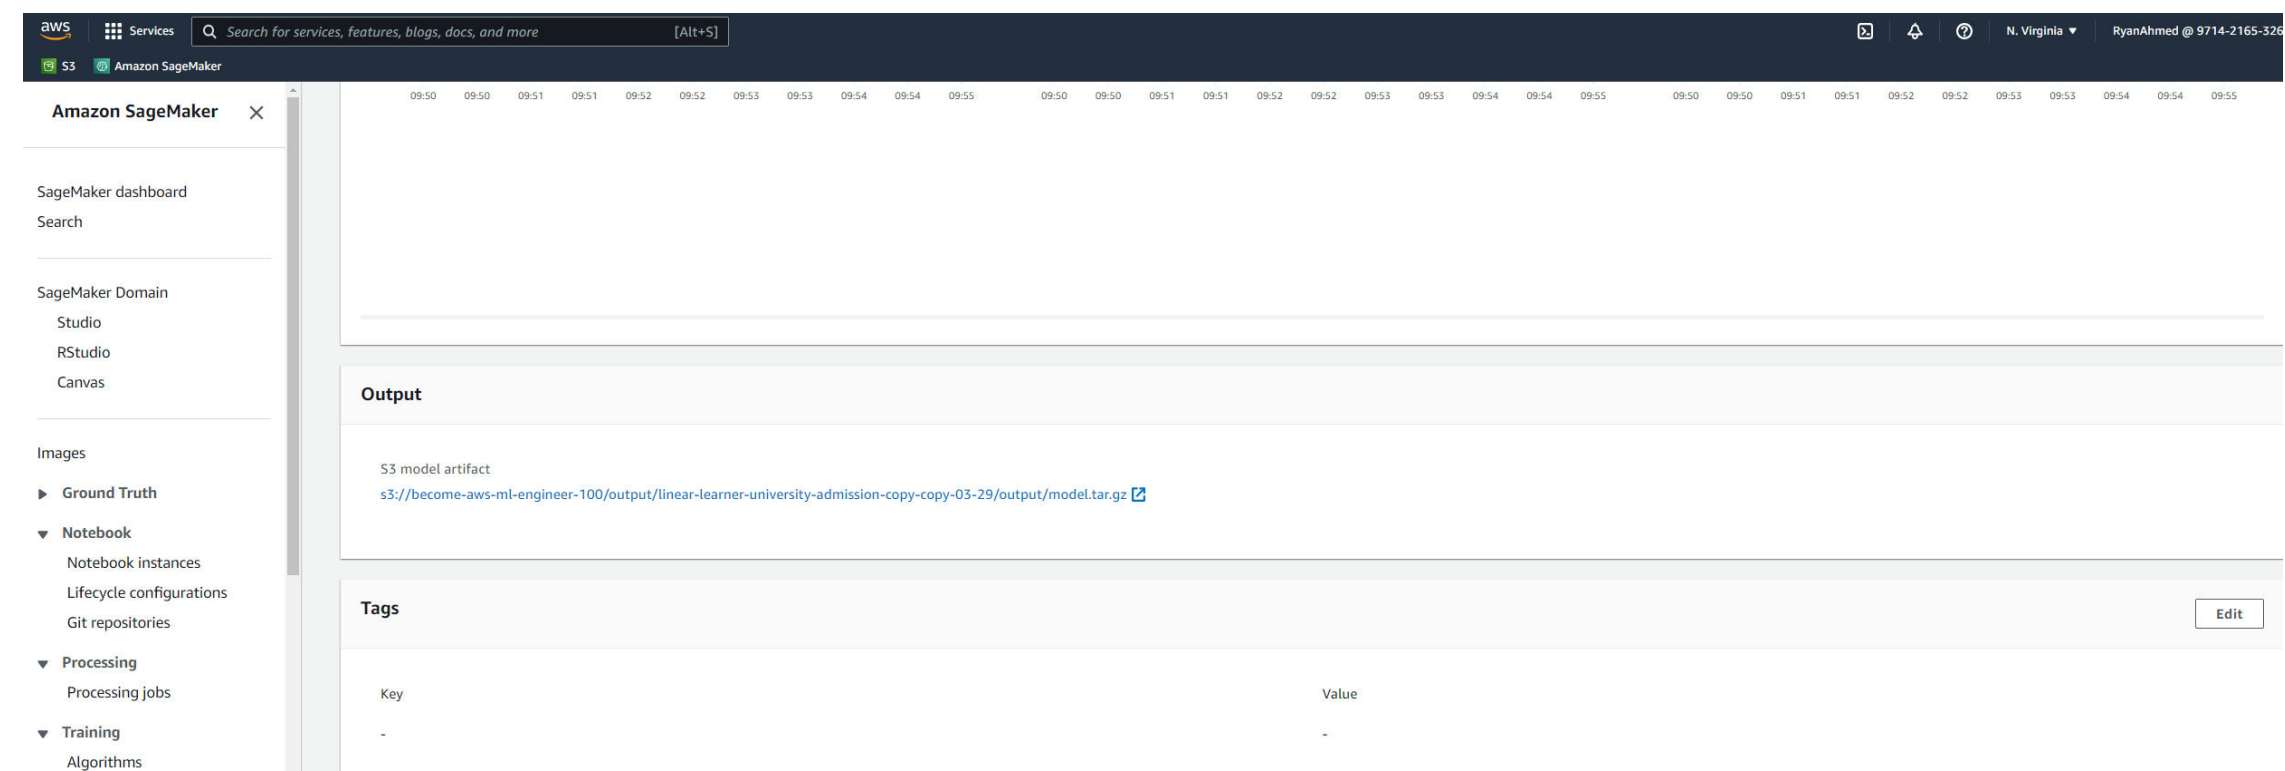 aws
Services
Search for services, features, blogs, docs, and more [Alt+S]
N. Virginia ▼
RyanAhmed @ 9714-2165-326
S3
Amazon SageMaker
Amazon SageMaker
SageMaker dashboard
Search
SageMaker Domain
Studio
RStudio
Canvas
Images
Ground Truth
Notebook
Notebook instances
Lifecycle configurations
Git repositories
Processing
Processing jobs
Training
Algorithms
09:50 09:50 09:51 09:51 09:52 09:52 09:53 09:53 09:54 09:54 09:55
09:50 09:50 09:51 09:51 09:52 09:52 09:53 09:53 09:54 09:54 09:55
09:50 09:50 09:51 09:51 09:52 09:52 09:53 09:53 09:54 09:54 09:55
Output
S3 model artifact
s3://become-aws-ml-engineer-100/output/linear-learner-university-admission-copy-copy-03-29/output/model.tar.gz
Tags
Edit
Key Value
- -